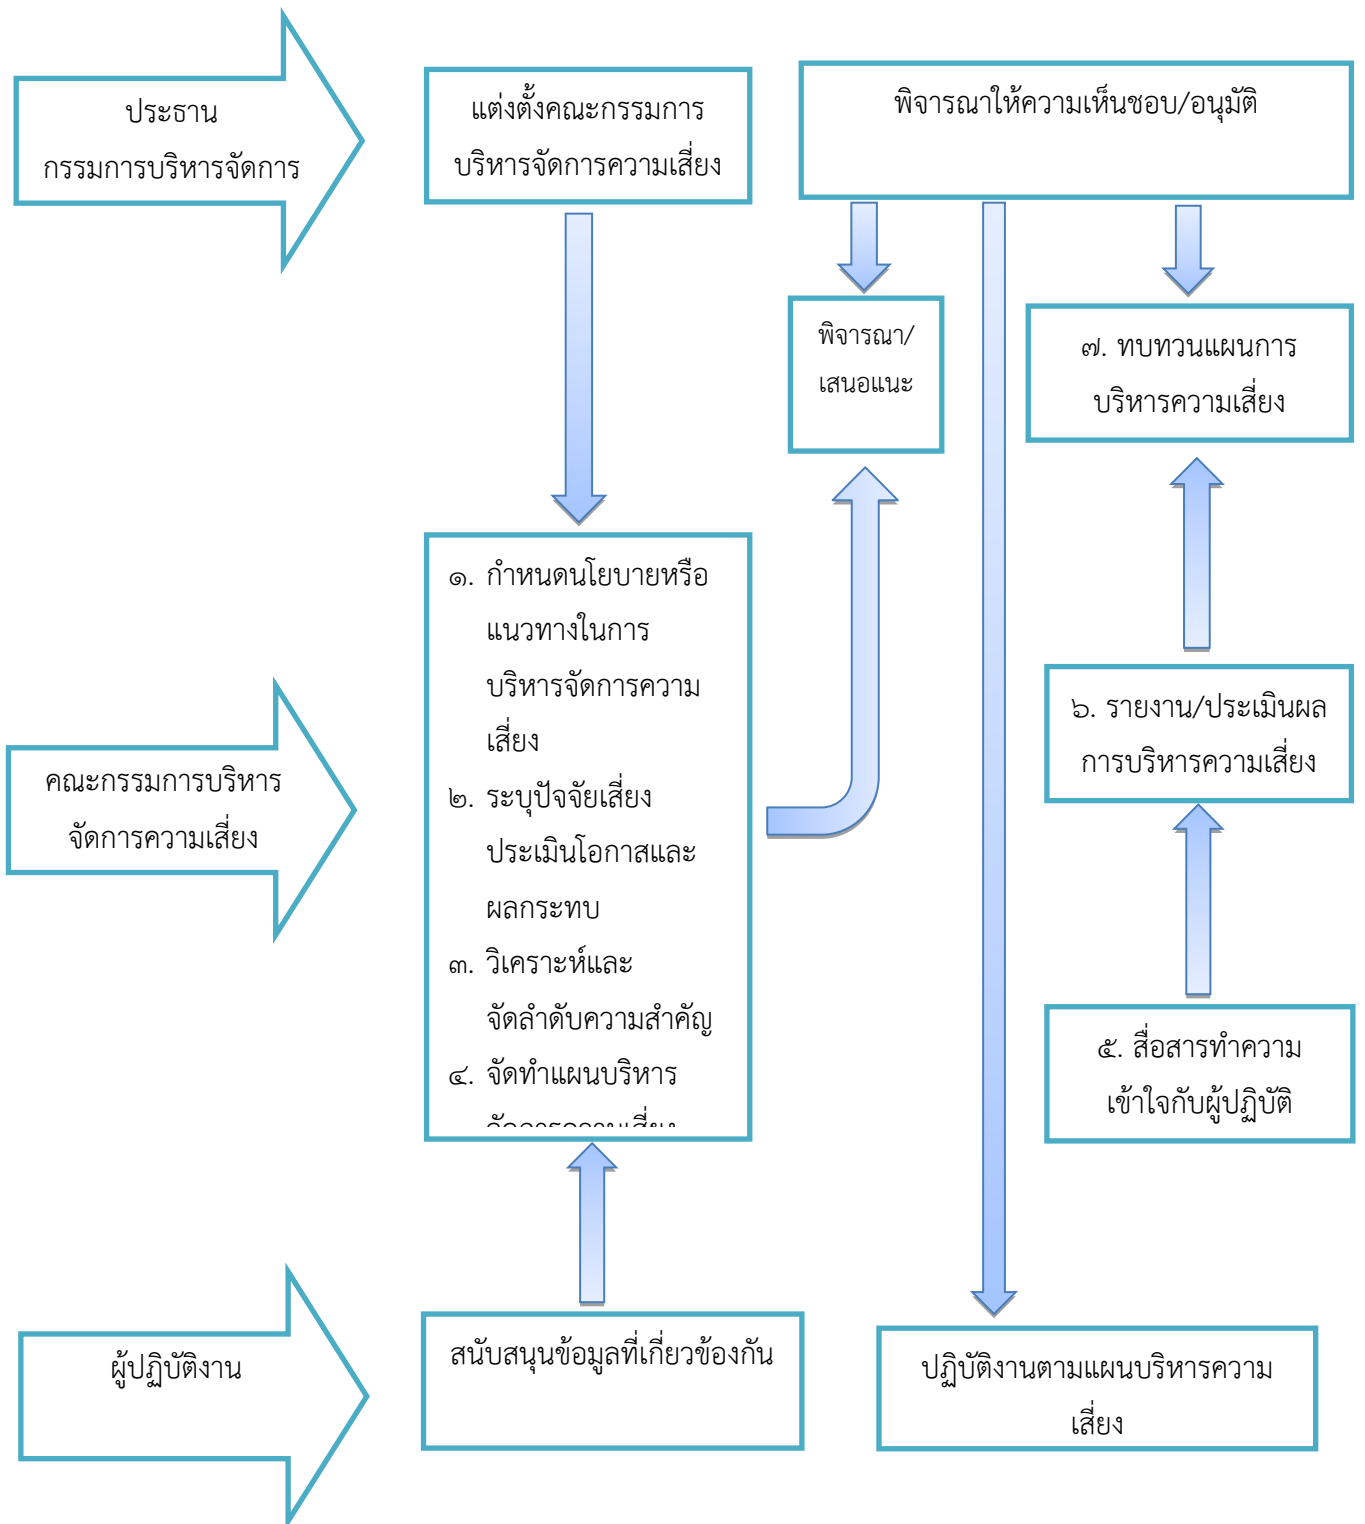 ประธาน
กรรมการบริหารจัดการ
แต่งตั้งคณะกรรมการ
บริหารจัดการความเสี่ยง
พิจารณาให้ความเห็นชอบ/อนุมัติ
พิจารณา/
เสนอแนะ
๗. ทบทวนแผนการ
บริหารความเสี่ยง
คณะกรรมการบริหาร
จัดการความเสี่ยง
๑. กำหนดนโยบายหรือ
แนวทางในการ
บริหารจัดการความ
เสี่ยง
๒. ระบุปัจจัยเสี่ยง
ประเมินโอกาสและ
ผลกระทบ
๓. วิเคราะห์และ
จัดลำดับความสำคัญ
๔. จัดทำแผนบริหาร
จัดการความเสี่ยง
๖. รายงาน/ประเมินผล
การบริหารความเสี่ยง
๕. สื่อสารทำความ
เข้าใจกับผู้ปฏิบัติ
ผู้ปฏิบัติงาน
สนับสนุนข้อมูลที่เกี่ยวข้องกัน
ปฏิบัติงานตามแผนบริหารความ
เสี่ยง